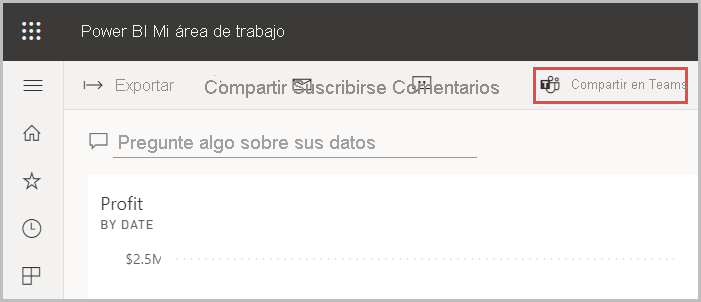 Power BI Mi área de trabajo
Exportar Compartir Suscribirse Comentarios Compartir en Teams
Pregunte algo sobre sus datos
Profit
BY DATE
$2.5M